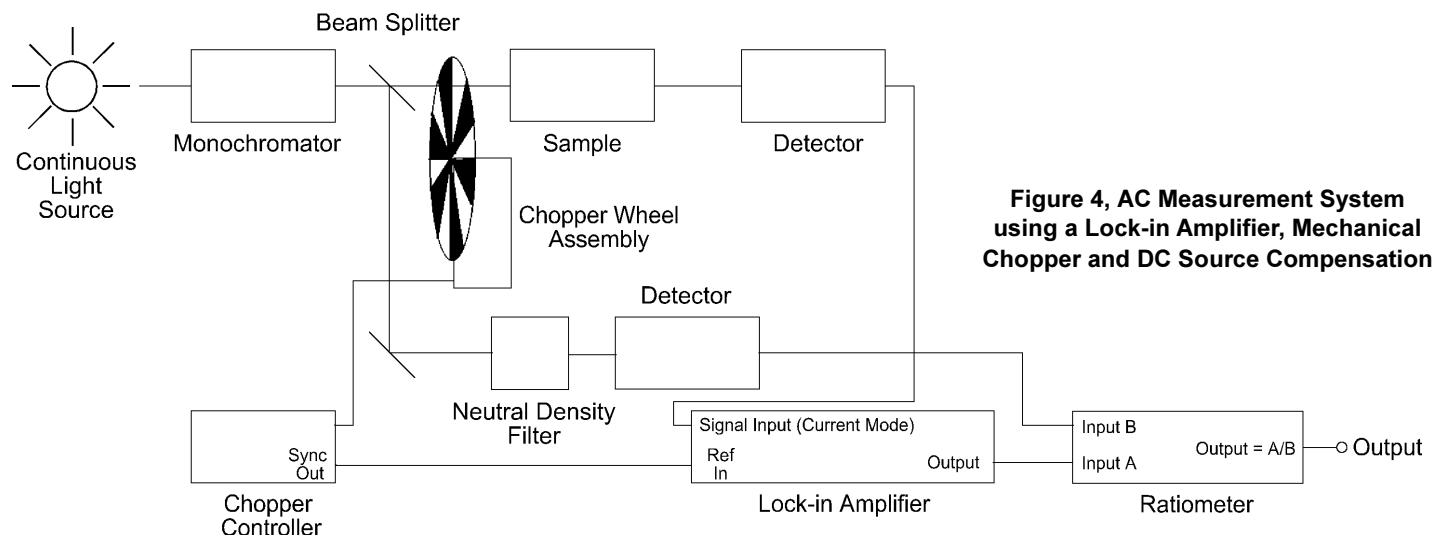 Beam Splitter
Continuous
Light
Source
Monochromator
Sample
Detector
Chopper Wheel
Assembly
Figure 4, AC Measurement System
using a Lock-in Amplifier, Mechanical
Chopper and DC Source Compensation
Detector
Neutral Density
Filter
Sync
Out
Chopper
Controller
Signal Input (Current Mode)
Ref
In
Output
Lock-in Amplifier
Input B
Input A
Output = A/B
Output
Ratiometer